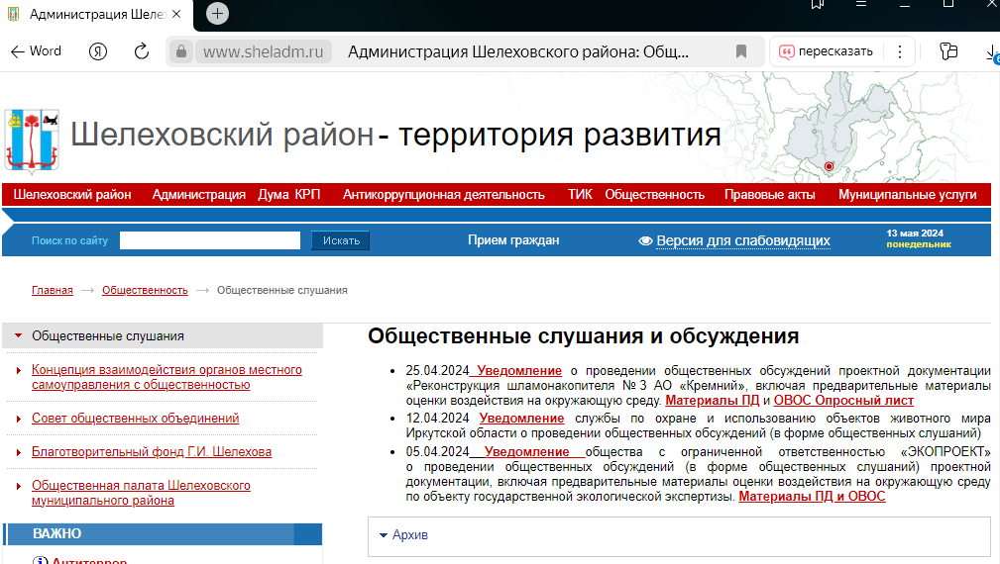 Администрация Шелех
Word
www.sheladm.ru
Администрация Шелеховского района: Общ...
пересказать
Шелеховский район - территория развития
Шелеховский район Администрация Дума КРП Антикоррупционная деятельность ТИК Общественность Правовые акты Муниципальные услуги
Поиск по сайту
Искать
Прием граждан
Версия для слабовидящих
13 мая 2024
понедельник
Главная → Общественность → Общественные слушания
Общественные слушания
Концепция взаимодействия органов местного
самоуправления с общественностью
Совет общественных объединений
Благотворительный фонд Г.И. Шелехова
Общественная палата Шелеховского
муниципального района
ВАЖНО
Антитеррор
Общественные слушания и обсуждения
25.04.2024 Уведомление о проведении общественных обсуждений проектной документации
«Реконструкция шламонакопителя №3 АО «Кремний», включая предварительные материалы
оценки воздействия на окружающую среду. Материалы ПД и ОВОС Опросный лист
12.04.2024 Уведомление службы по охране и использованию объектов животного мира
Иркутской области о проведении общественных обсуждений (в форме общественных слушаний)
05.04.2024 Уведомление общества с ограниченной ответственностью «ЭКОПРОЕКТ»
о проведении общественных обсуждений (в форме общественных слушаний) проектной
документации, включая предварительные материалы оценки воздействия на окружающую среду
по объекту государственной экологической экспертизы. Материалы ПД и ОВОС
Архив